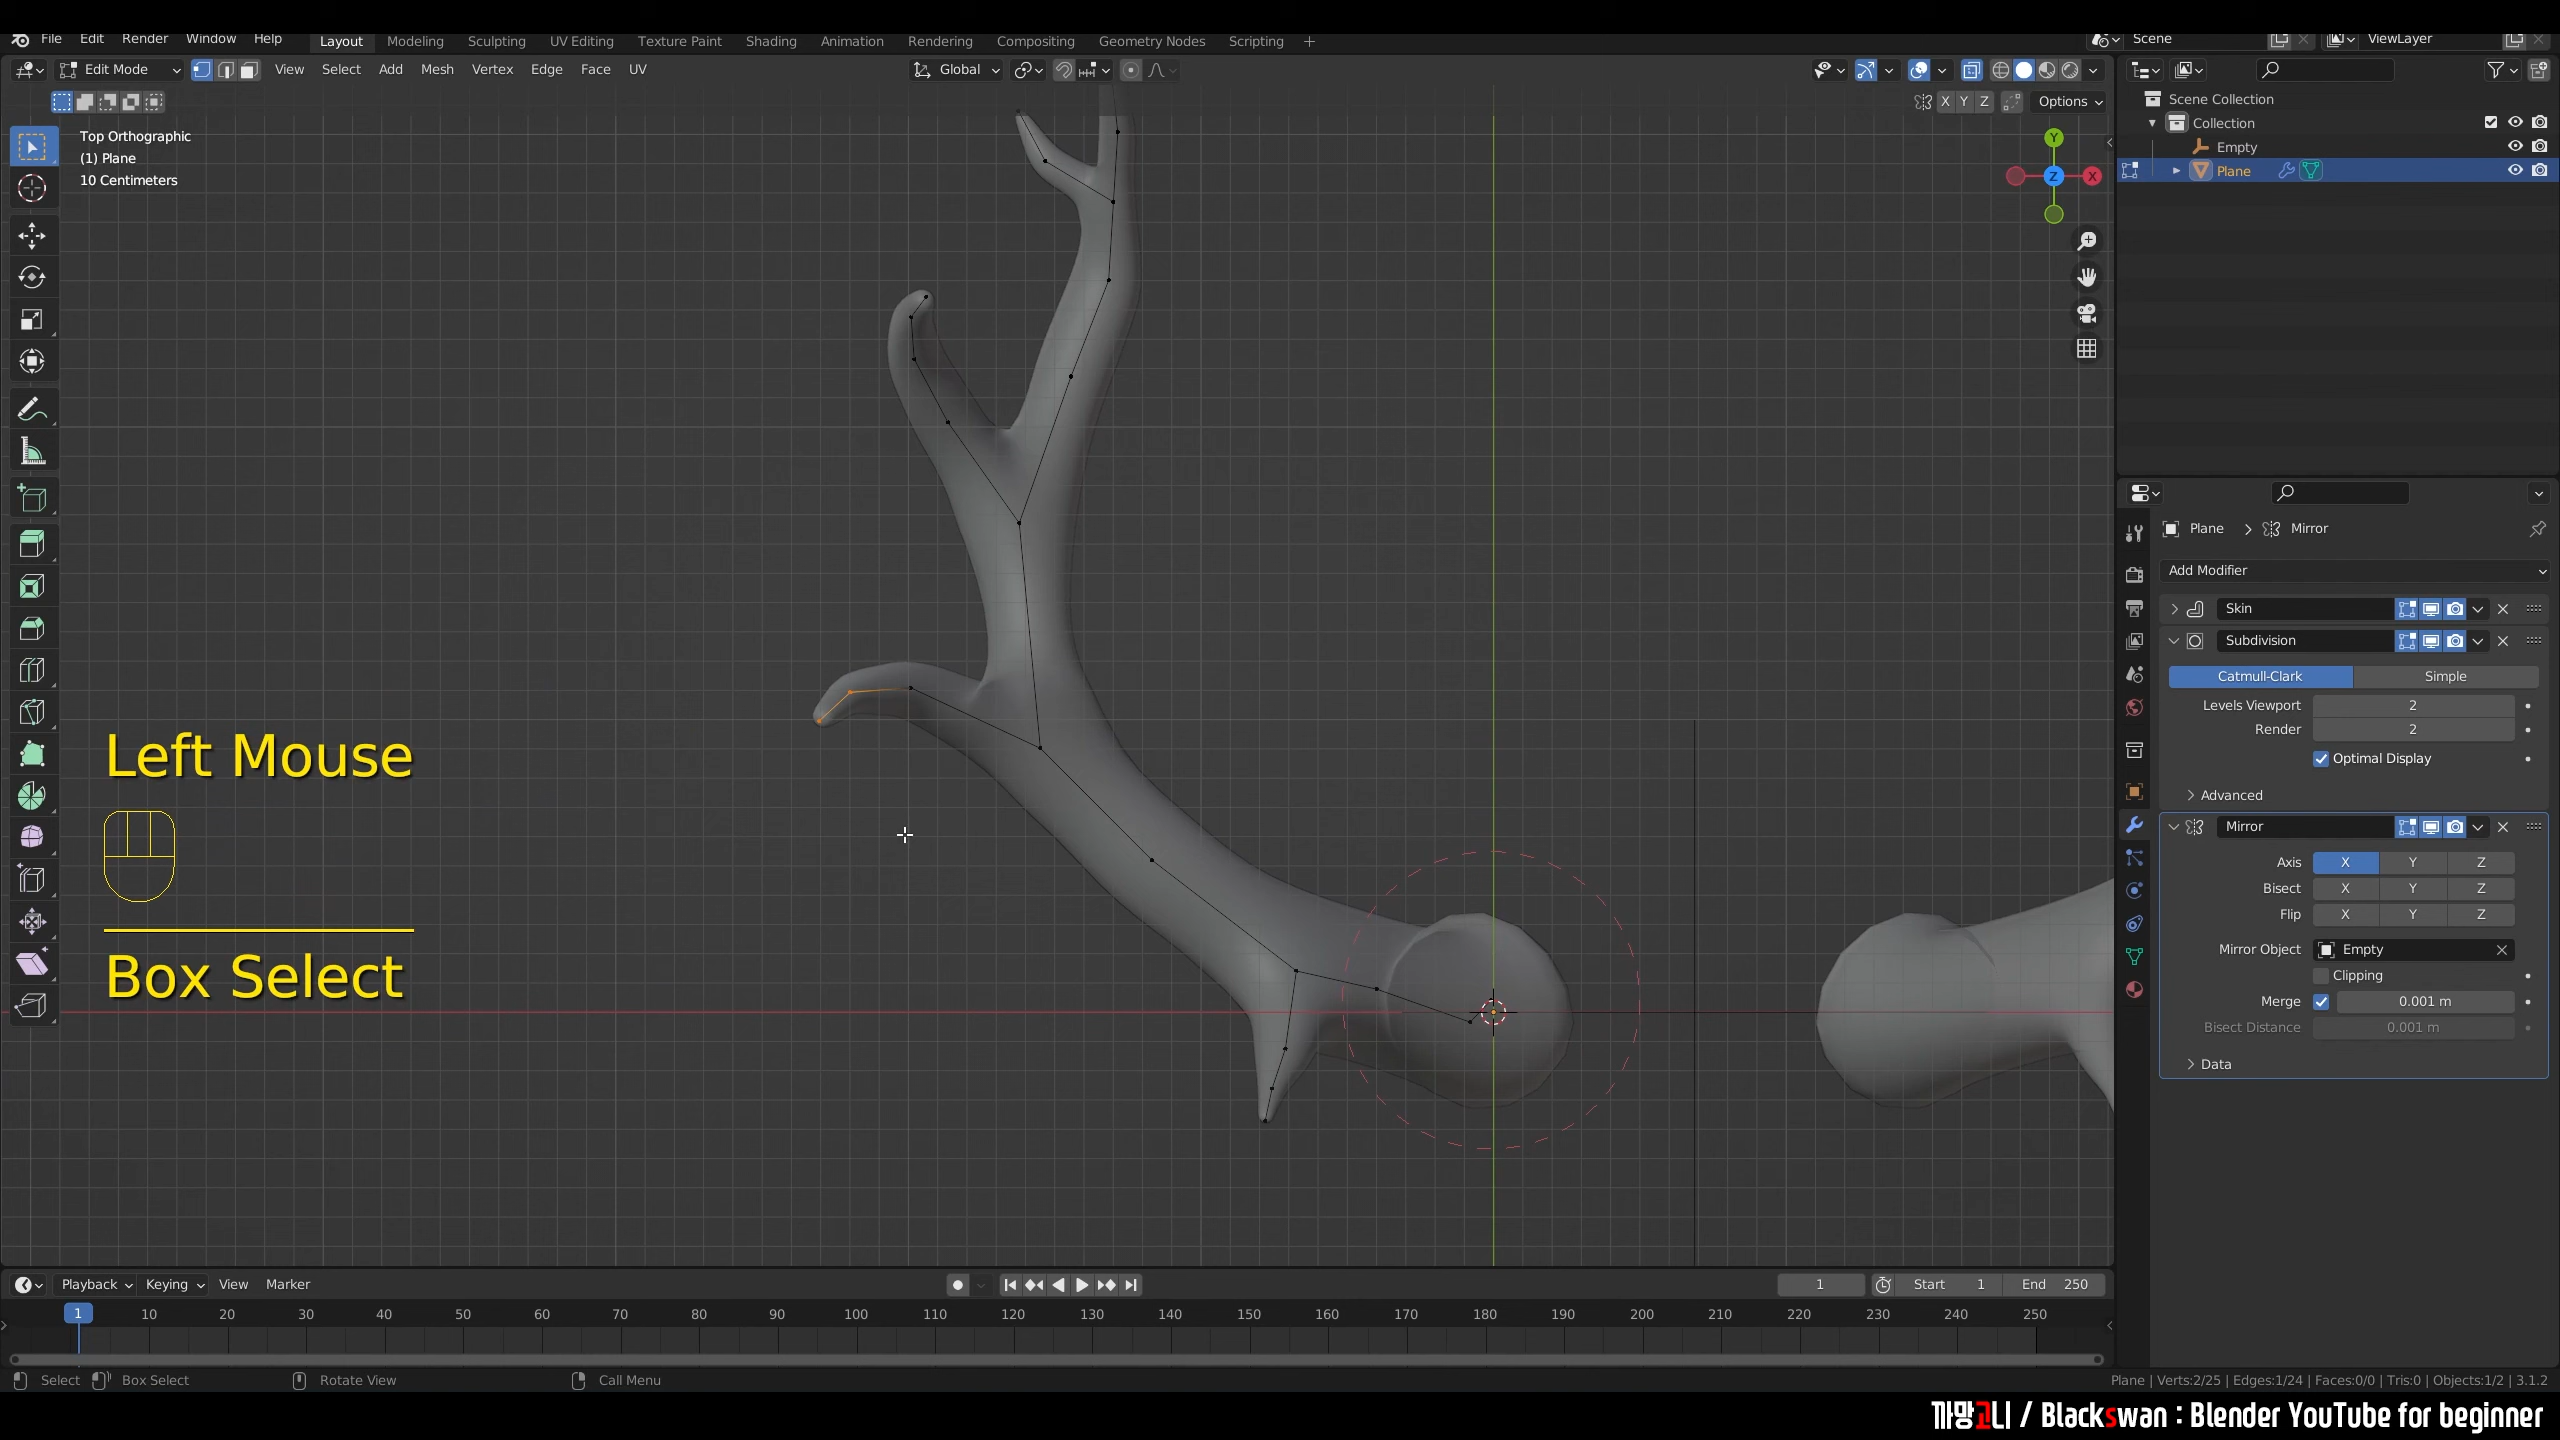 File Edit Render Window Help
Layout Modeling Sculpting UV Editing Texture Paint Shading Animation Rendering Compositing Geometry Nodes Scripting +
Scene ViewLayer
Edit Mode View Select Add Mesh Vertex Edge Face UV Global
X Y Z Options
Top Orthographic
(1) Plane
10 Centimeters
Y
Z
X
Scene Collection
Collection
Empty
Plane
Plane > Mirror
Add Modifier
Skin
Subdivision
Catmull-Clark Simple
Levels Viewport 2
Render 2
Optimal Display
Advanced
Mirror
Axis X Y Z
Bisect X Y Z
Flip X Y Z
Mirror Object Empty
Clipping
Merge 0.001 m
Bisect Distance 0.001 m
Data
Left Mouse
Box Select
Playback Keying View Marker
1 Start 1 End 250
1 10 20 30 40 50 60 70 80 90 100 110 120 130 140 150 160 170 180 190 200 210 220 230 240 250
Select Box Select Rotate View Call Menu
Plane | Verts:2/25 | Edges:1/24 | Faces:0/0 | Tris:0 | Objects:1/2 | 3.1.2
까망고니 / Blackswan : Blender YouTube for beginner